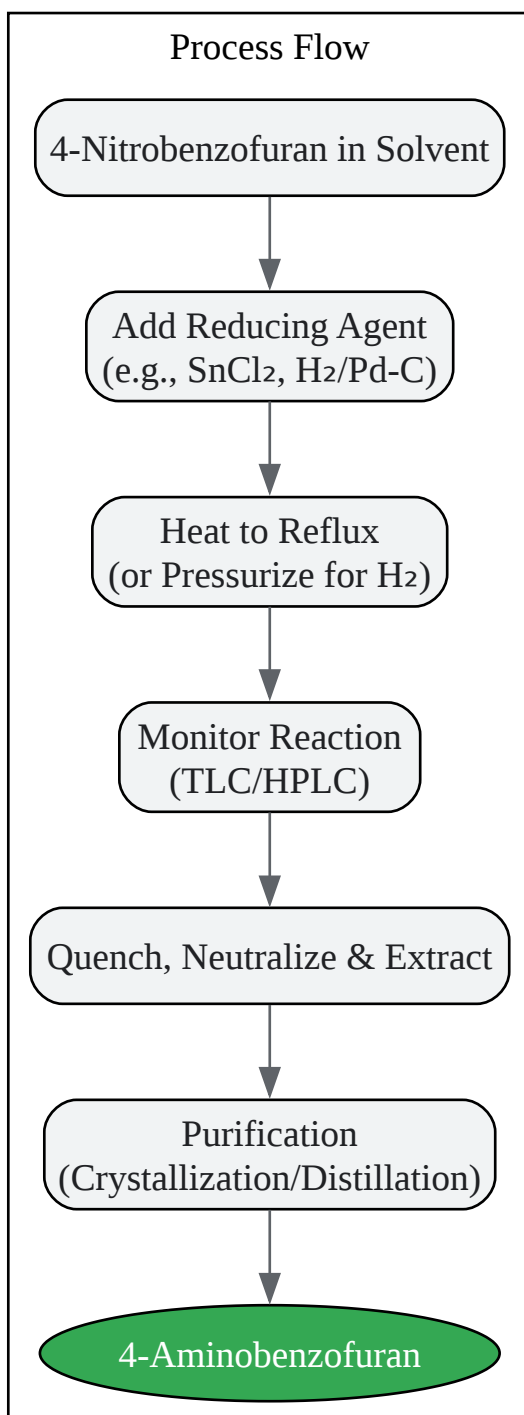 Process Flow
4-Nitrobenzofuran in Solvent
Add Reducing Agent
(e.g., SnCl₂, H₂/Pd-C)
Heat to Reflux
(or Pressurize for H₂)
Monitor Reaction
(TLC/HPLC)
Quench, Neutralize & Extract
Purification
(Crystallization/Distillation)
4-Aminobenzofuran